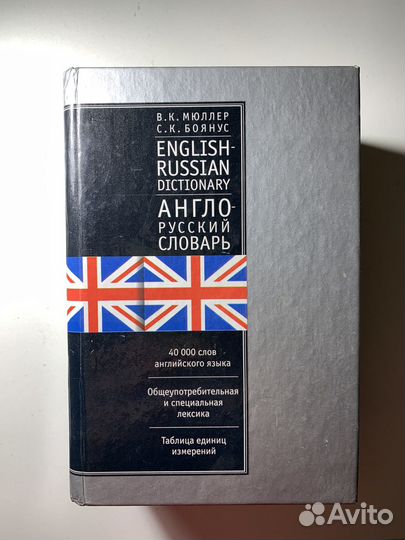 В.К. МЮЛЛЕР
С.К. БОЯНУС
ENGLISH-
RUSSIAN
DICTIONARY
АНГЛО-
РУССКИЙ
СЛОВАРЬ
40 000 слов
английского языка
Общеупотребительная
и специальная
лексика
Таблица единиц
измерений
Avito